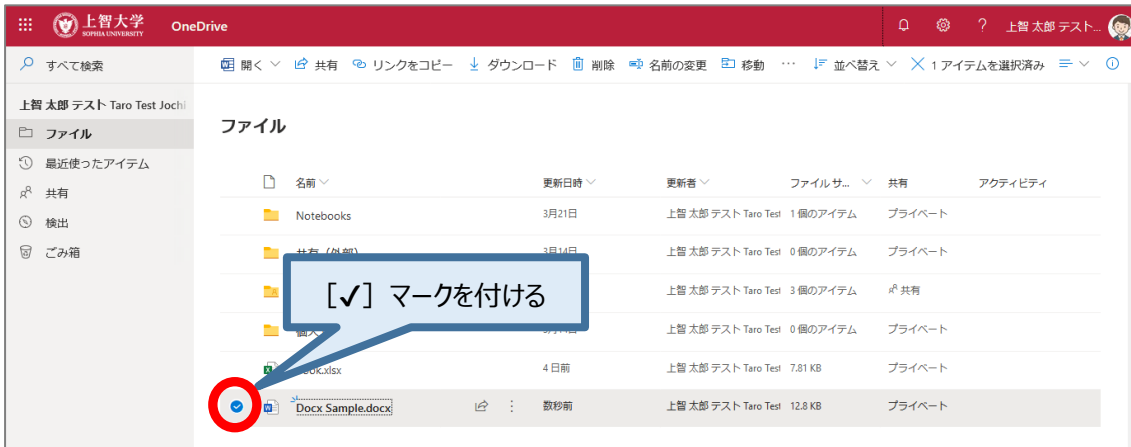 上智大学 SOPHIA UNIVERSITY OneDrive ? 上智 太郎 テスト...
すべて検索 開く 共有 リンクをコピー ダウンロード 削除 名前の変更 移動 … 並べ替え 1 アイテムを選択済み
上智 太郎 テスト Taro Test Jochi
ファイル
最近使ったアイテム
共有
検出
ごみ箱
ファイル
名前 更新日時 更新者 ファイル サ... 共有 アクティビティ
Notebooks 3月21日 上智 太郎 テスト Taro Test 1 個のアイテム プライベート
共有 (外部) 3月14日 上智 太郎 テスト Taro Test 0 個のアイテム プライベート
上智 太郎 テスト Taro Test 3 個のアイテム 共有
上智 太郎 テスト Taro Test 0 個のアイテム プライベート
4 日前 上智 太郎 テスト Taro Test 7.81 KB プライベート
Docx Sample.docx 数秒前 上智 太郎 テスト Taro Test 12.8 KB プライベート
[✓] マークを付ける